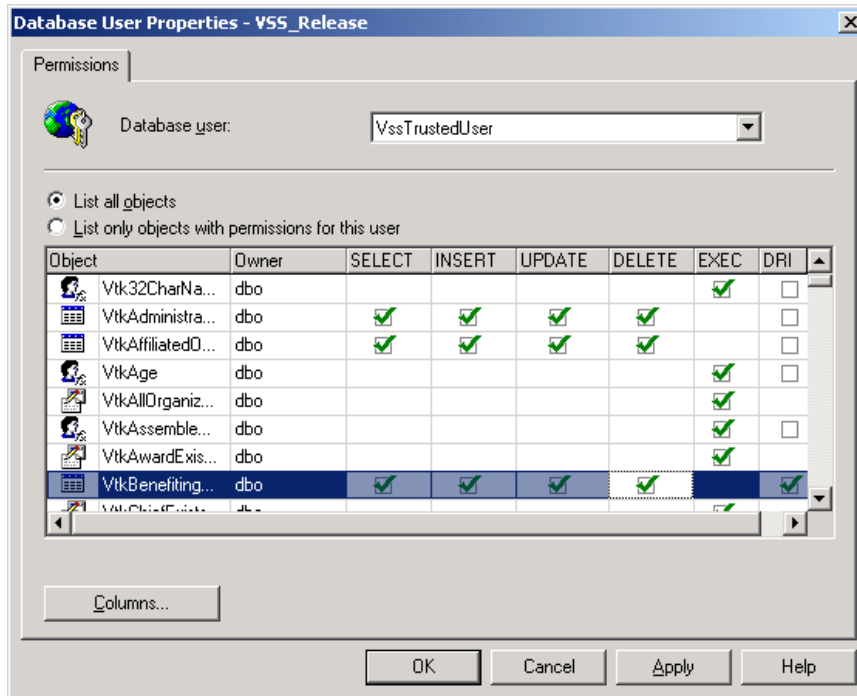 Database User Properties - VSS_Release
Permissions
Database user:
VssTrustedUser
List all objects
List only objects with permissions for this user
Object Owner SELECT INSERT UPDATE DELETE EXEC DRI
Vtk32CharNa... dbo
VtkAdministra... dbo
VtkAffiliatedO... dbo
VtkAge dbo
VtkAllOrganiz... dbo
VtkAssemble... dbo
VtkAwardExis... dbo
VtkBenefiting... dbo
Columns...
OK Cancel Apply Help